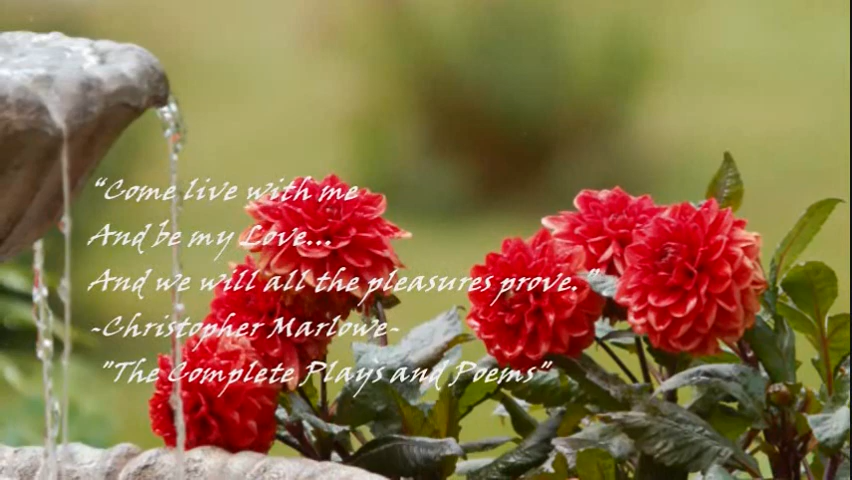 “Come live with me
And be my Love...
And we will all the pleasures prove.”
~Christopher Marlowe~
"The Complete Plays and Poems”